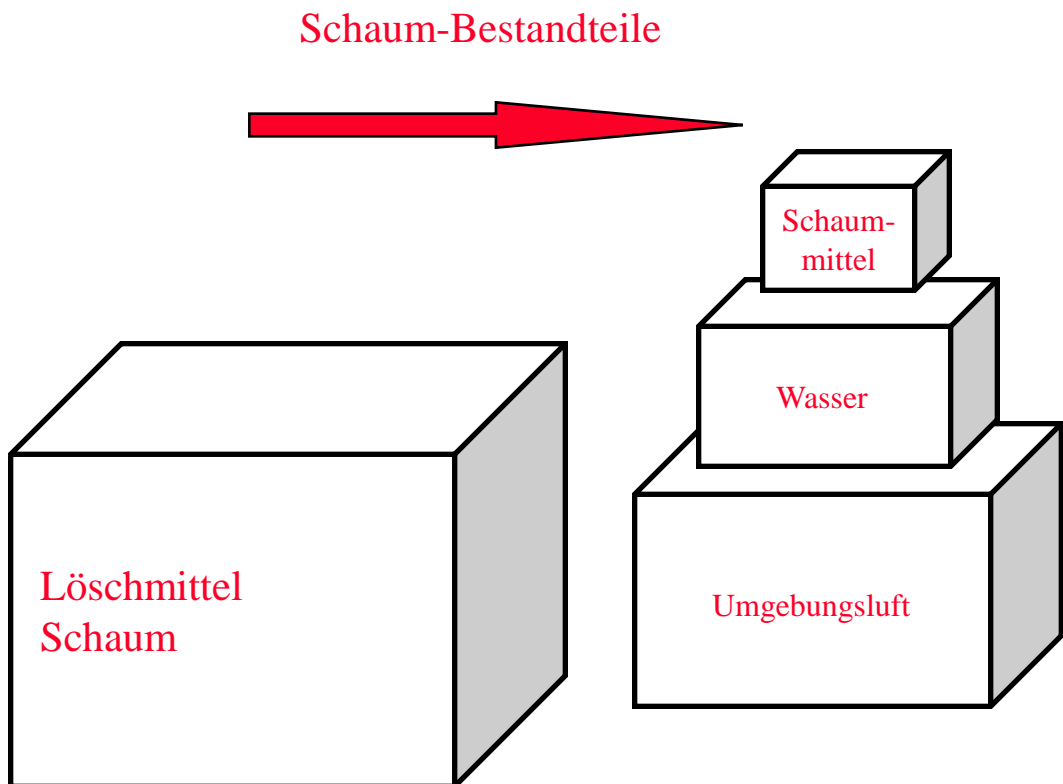 Schaum-Bestandteile
Schaum-
mittel
Wasser
Umgebungsluft
Löschmittel
Schaum